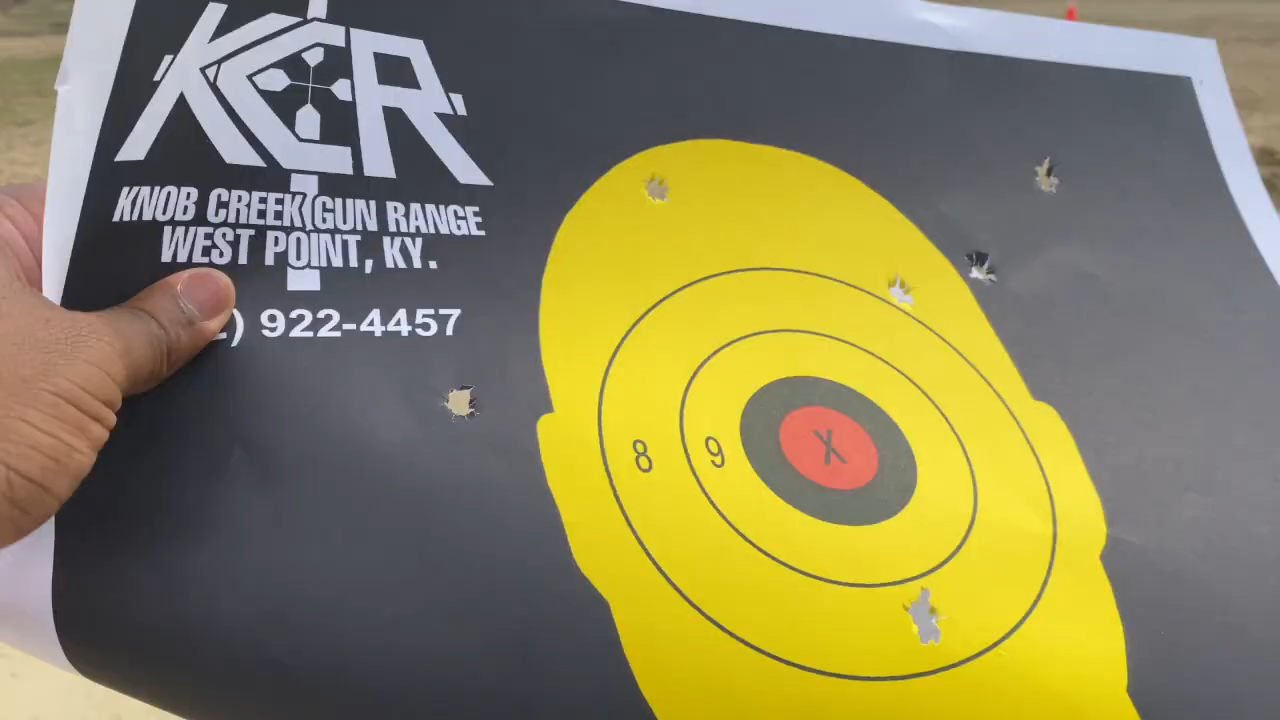 KCR
KNOB CREEK GUN RANGE
WEST POINT, KY.
) 922-4457
8 9 X